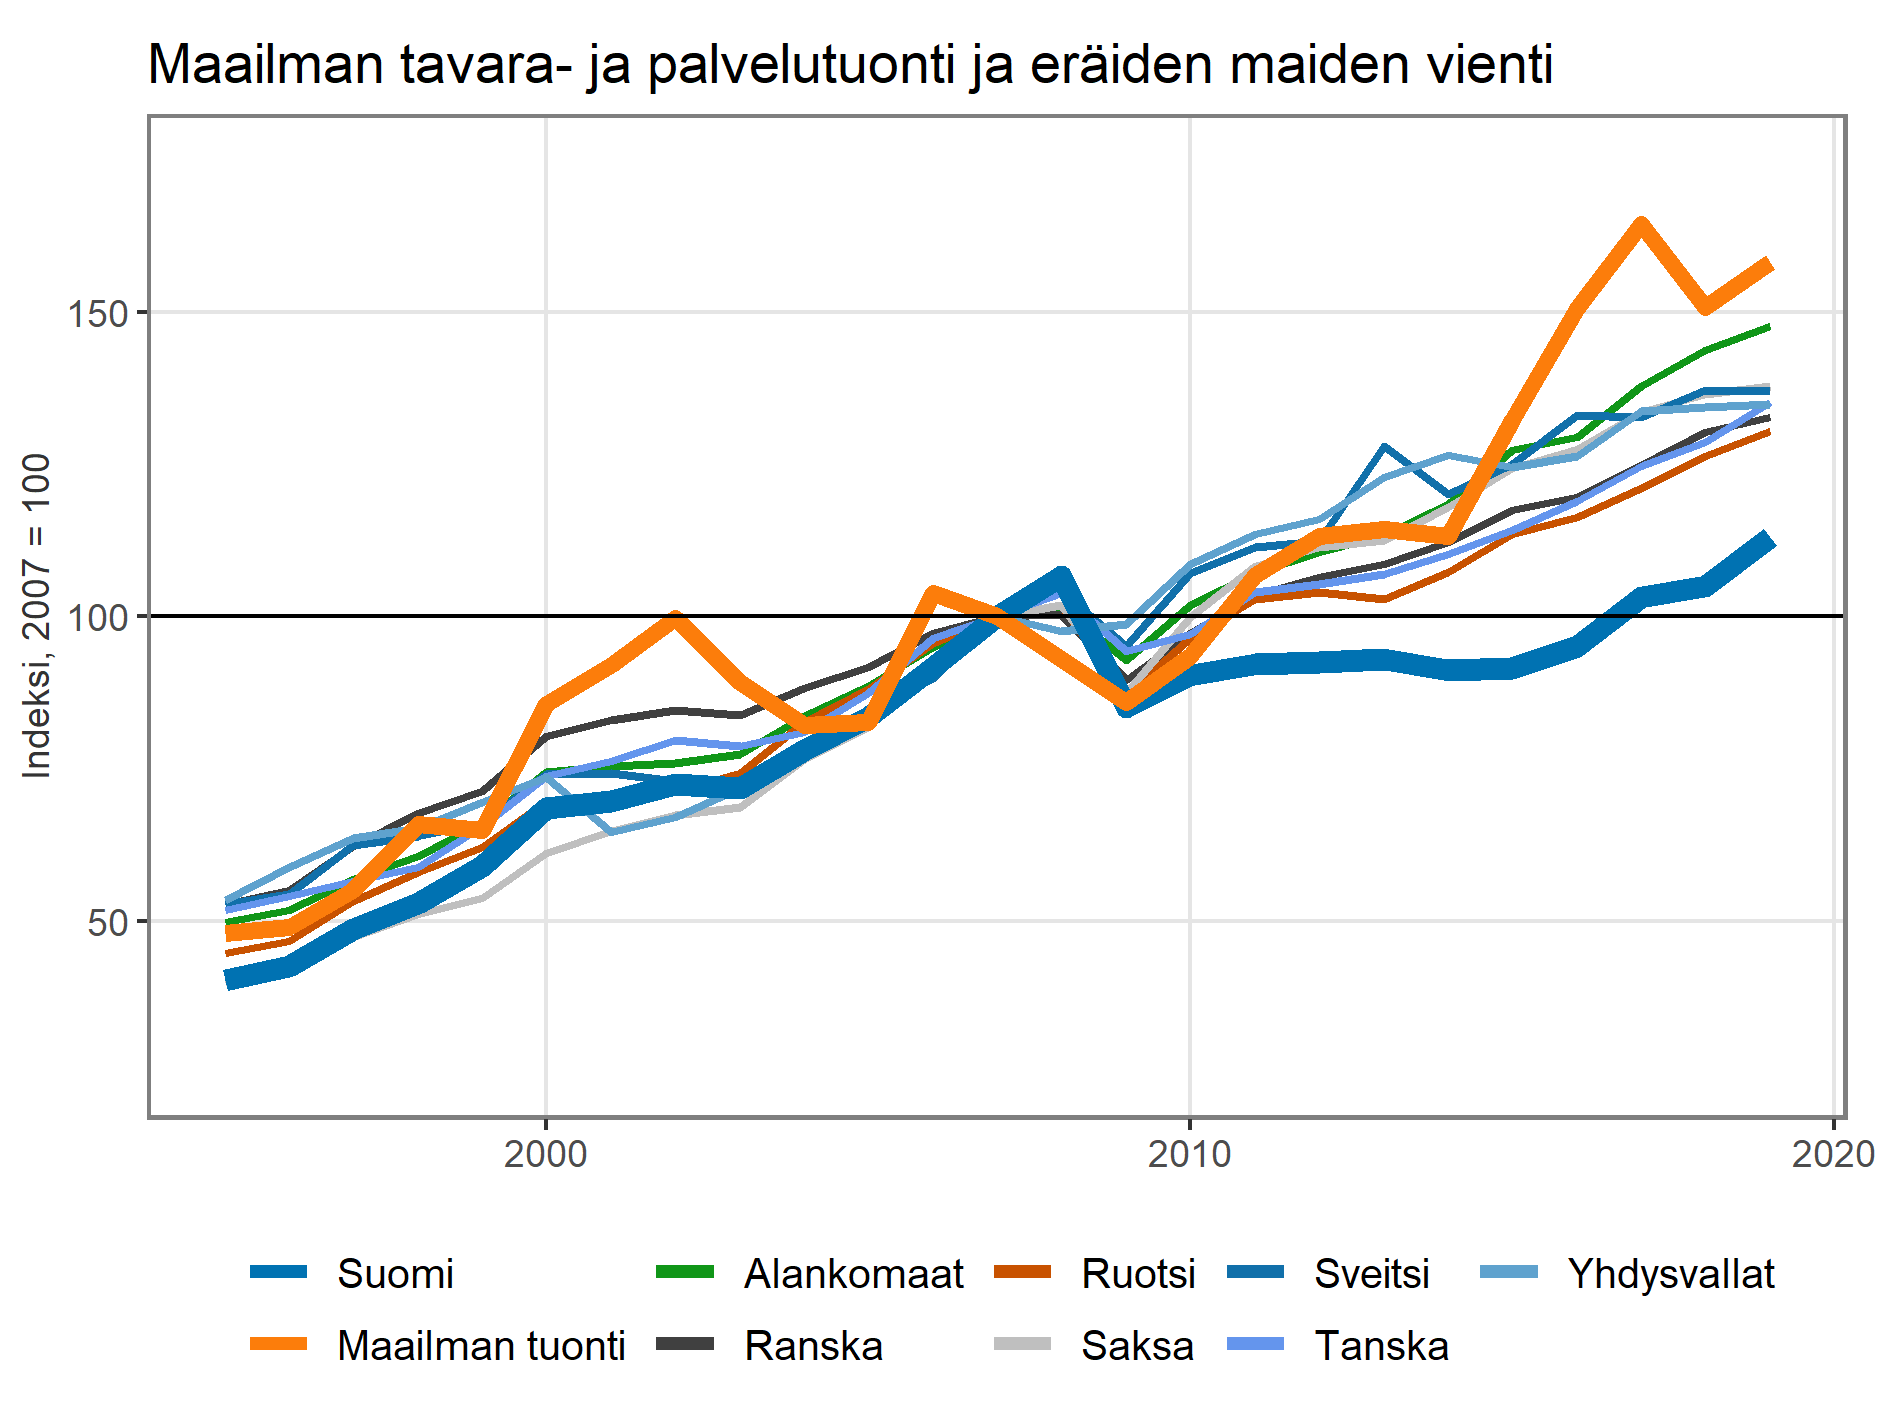 Maailman tavara- ja palvelutuonti ja eräiden maiden vienti
Indeksi, 2007 = 100
150
100
50
2000
2010
2020
Suomi
Alankomaat
Ruotsi
Sveitsi
Yhdysvallat
Maailman tuonti
Ranska
Saksa
Tanska